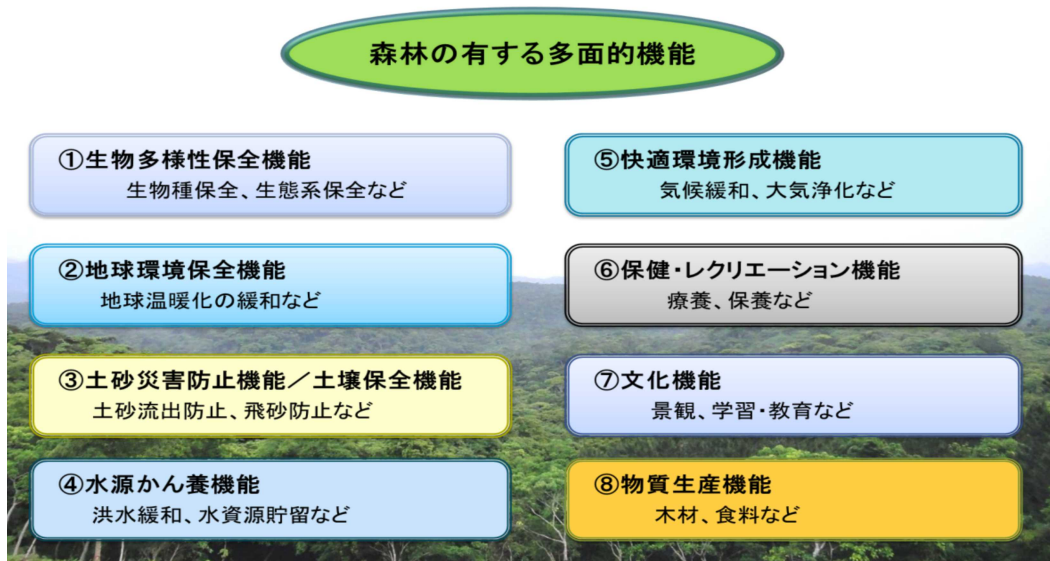 森林の有する多面的機能
①生物多様性保全機能
生物種保全、生態系保全など
②地球環境保全機能
地球温暖化の緩和など
③土砂災害防止機能／土壌保全機能
土砂流出防止、飛砂防止など
④水源かん養機能
洪水緩和、水資源貯留など
⑤快適環境形成機能
気候緩和、大気浄化など
⑥保健・レクリエーション機能
療養、保養など
⑦文化機能
景観、学習・教育など
⑧物質生産機能
木材、食料など